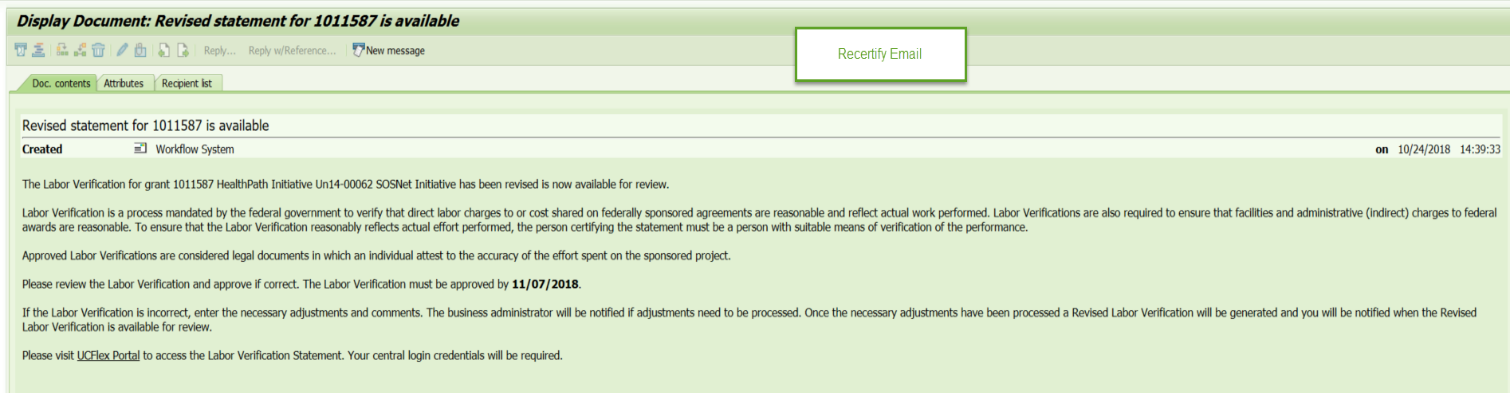 Display Document: Revised statement for 1011587 is available
Reply... Reply w/Reference... New message
Recertify Email
Doc. contents Attributes Recipient list
Revised statement for 1011587 is available
Created Workflow System on 10/24/2018 14:39:33
The Labor Verification for grant 1011587 HealthPath Initiative Un14-00062 SOSNet Initiative has been revised is now available for review.
Labor Verification is a process mandated by the federal government to verify that direct labor charges to or cost shared on federally sponsored agreements are reasonable and reflect actual work performed. Labor Verifications are also required to ensure that facilities and administrative (indirect) charges to federal
awards are reasonable. To ensure that the Labor Verification reasonably reflects actual effort performed, the person certifying the statement must be a person with suitable means of verification of the performance.
Approved Labor Verifications are considered legal documents in which an individual attest to the accuracy of the effort spent on the sponsored project.
Please review the Labor Verification and approve if correct. The Labor Verification must be approved by 11/07/2018.
If the Labor Verification is incorrect, enter the necessary adjustments and comments. The business administrator will be notified if adjustments need to be processed. Once the necessary adjustments have been processed a Revised Labor Verification will be generated and you will be notified when the Revised
Labor Verification is available for review.
Please visit UCFlex Portal to access the Labor Verification Statement. Your central login credentials will be required.